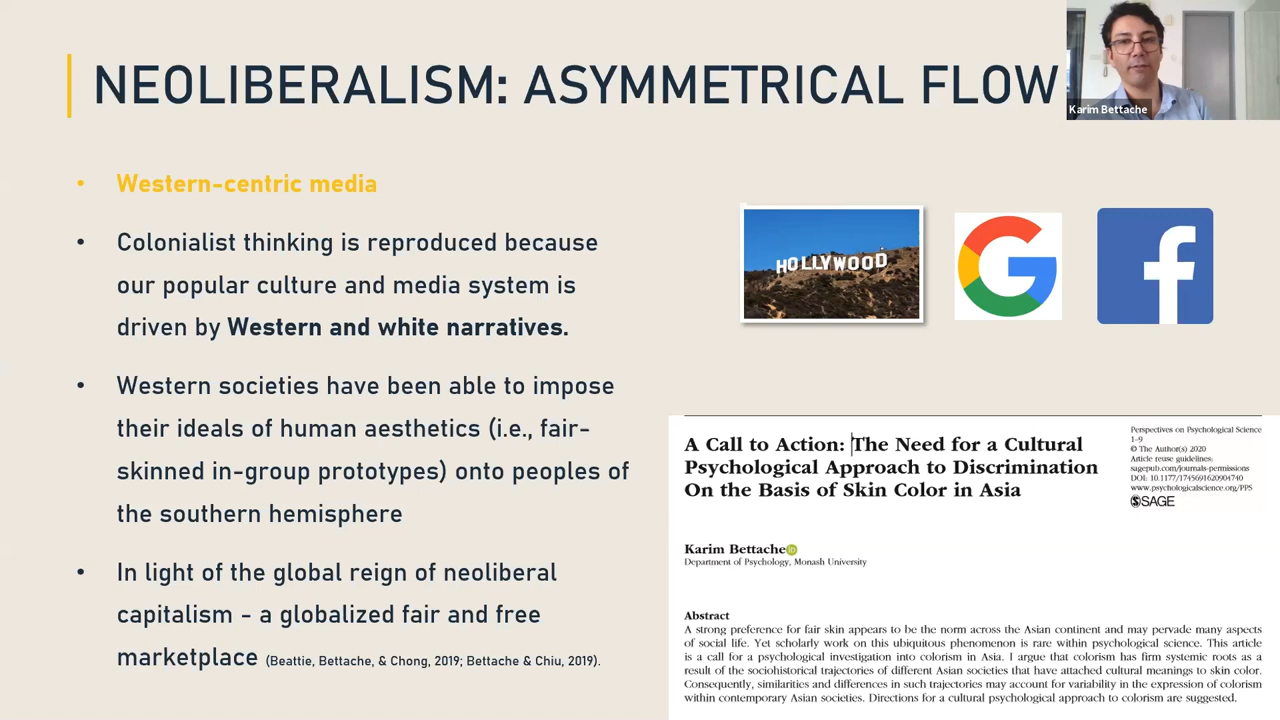 NEOLIBERALISM: ASYMMETRICAL FLOW
Karim Bettache
• Western-centric media
• Colonialist thinking is reproduced because
our popular culture and media system is
driven by Western and white narratives.
• Western societies have been able to impose
their ideals of human aesthetics (i.e., fair-
skinned in-group prototypes) onto peoples of
the southern hemisphere
• In light of the global reign of neoliberal
capitalism - a globalized fair and free
marketplace (Beattie, Bettache, & Chong, 2019; Bettache & Chiu, 2019).
HOLLYWOOD
G
f
A Call to Action: The Need for a Cultural
Psychological Approach to Discrimination
On the Basis of Skin Color in Asia
Perspectives on Psychological Science
1–9
© The Author(s) 2020
Article reuse guidelines:
sagepub.com/journals-permissions
DOI: 10.1177/1745691620904740
www.psychologicalscience.org/PPS
SAGE
Karim Bettache iD
Department of Psychology, Monash University
Abstract
A strong preference for fair skin appears to be the norm across the Asian continent and may pervade many aspects
of social life. Yet scholarly work on this ubiquitous phenomenon is rare within psychological science. This article
is a call for a psychological investigation into colorism in Asia. I argue that colorism has firm systemic roots as a
result of the sociohistorical trajectories of different Asian societies that have attached cultural meanings to skin color.
Consequently, similarities and differences in such trajectories may account for variability in the expression of colorism
within contemporary Asian societies. Directions for a cultural psychological approach to colorism are suggested.